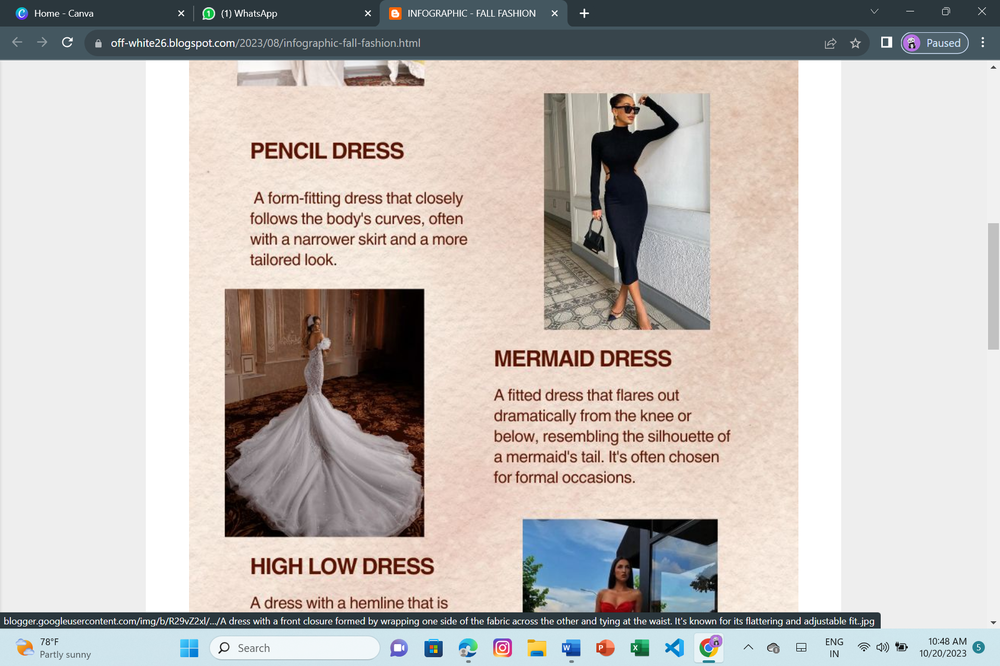 Home - Canva
(1) WhatsApp
INFOGRAPHIC - FALL FASHION
off-white26.blogspot.com/2023/08/infographic-fall-fashion.html
Paused
PENCIL DRESS
A form-fitting dress that closely
follows the body's curves, often
with a narrower skirt and a more
tailored look.
MERMAID DRESS
A fitted dress that flares out
dramatically from the knee or
below, resembling the silhouette of
a mermaid's tail. It's often chosen
for formal occasions.
HIGH LOW DRESS
A dress with a hemline that is
blogger.googleusercontent.com/img/b/R29vZ2xl/.../A dress with a front closure formed by wrapping one side of the fabric across the other and tying at the waist. It's known for its flattering and adjustable fit..jpg
78°F
Partly sunny
Search
ENG
IN
10:48 AM
10/20/2023
5